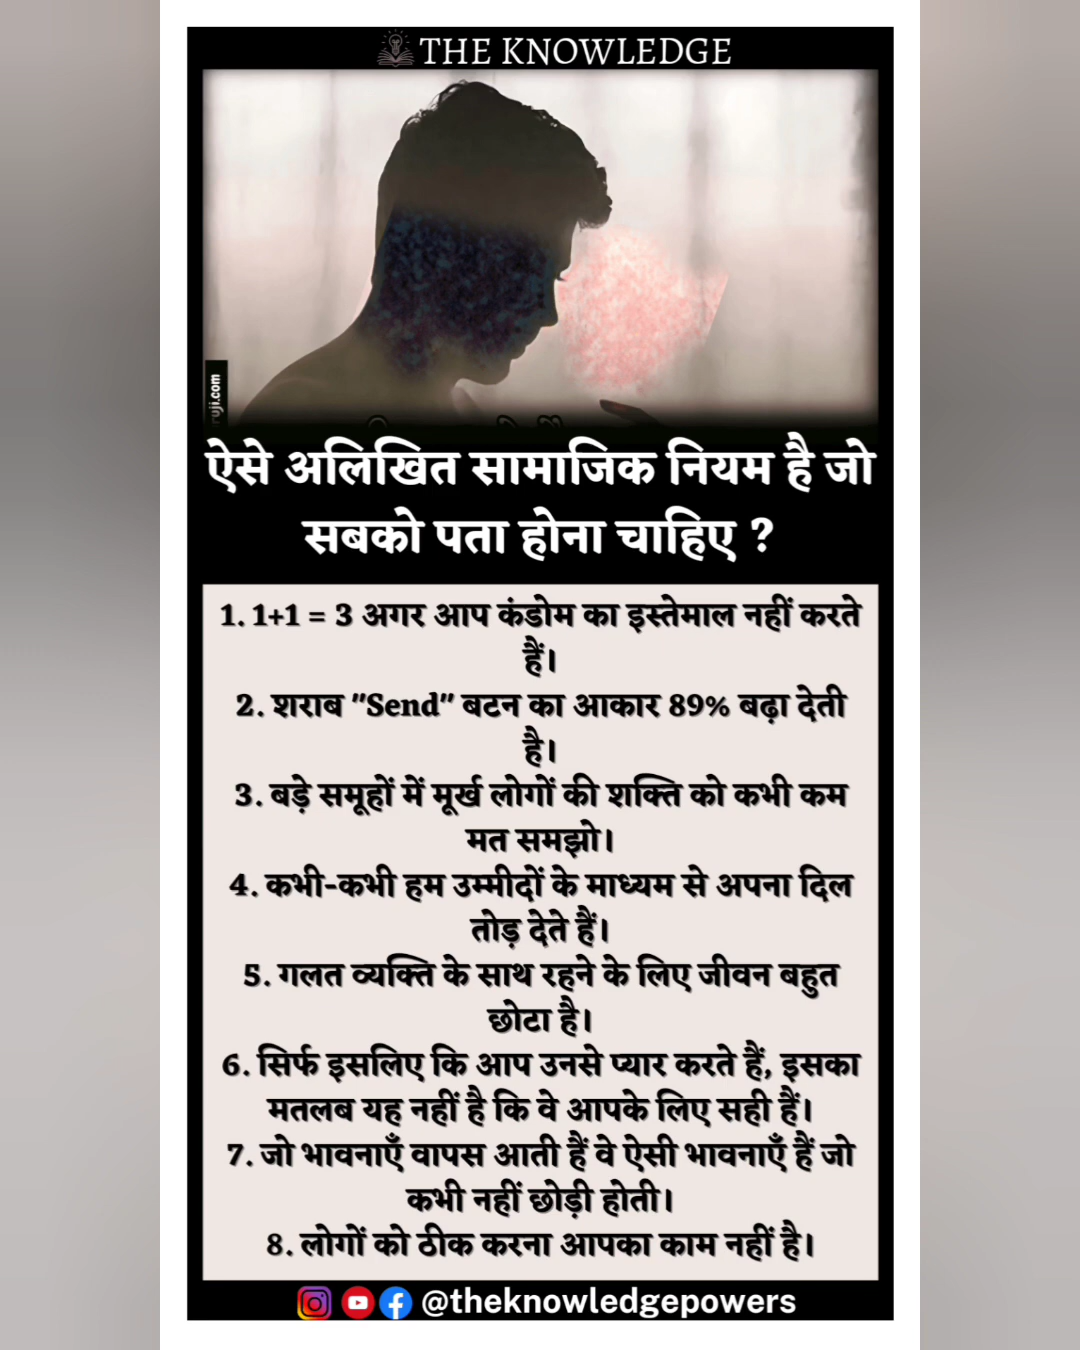 THE KNOWLEDGE
ruji.com
ऐसे अलिखित सामाजिक नियम है जो
सबको पता होना चाहिए ?
1. 1+1 = 3 अगर आप कंडोम का इस्तेमाल नहीं करते
हैं।
2. शराब "Send" बटन का आकार 89% बढ़ा देती
है।
3. बड़े समूहों में मूर्ख लोगों की शक्ति को कभी कम
मत समझो।
4. कभी-कभी हम उम्मीदों के माध्यम से अपना दिल
तोड़ देते हैं।
5. गलत व्यक्ति के साथ रहने के लिए जीवन बहुत
छोटा है।
6. सिर्फ इसलिए कि आप उनसे प्यार करते हैं, इसका
मतलब यह नहीं है कि वे आपके लिए सही हैं।
7. जो भावनाएँ वापस आती हैं वे ऐसी भावनाएँ हैं जो
कभी नहीं छोड़ी होती।
8. लोगों को ठीक करना आपका काम नहीं है।
@theknowledgepowers